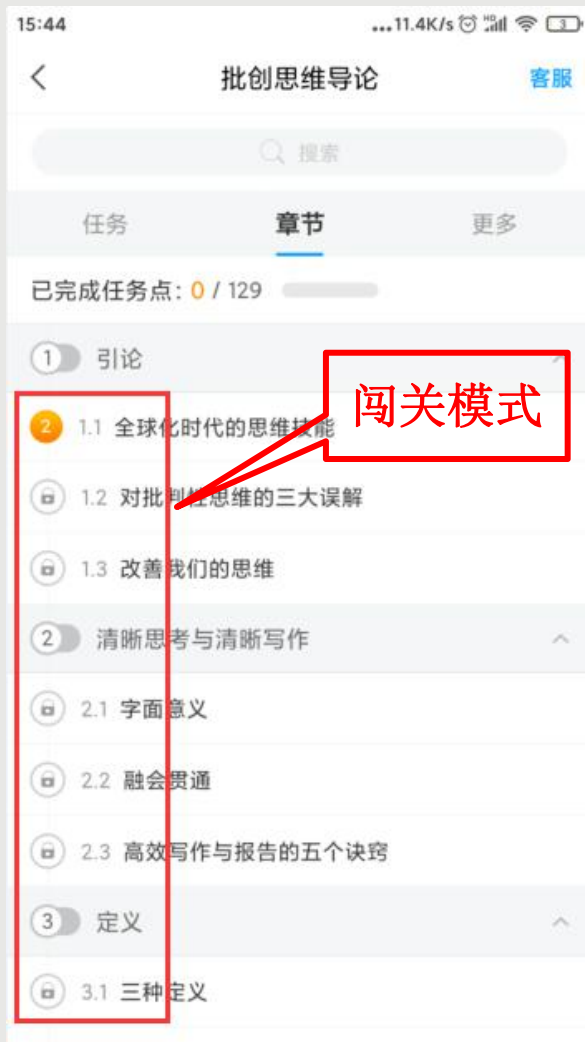 15:44 ...11.4K/s HD 3
批创思维导论 客服
搜索
任务 章节 更多
已完成任务点：0 / 129
1 引论
闯关模式
2 1.1 全球化时代的思维技能
1.2 对批判性思维的三大误解
1.3 改善我们的思维
2 清晰思考与清晰写作
2.1 字面意义
2.2 融会贯通
2.3 高效写作与报告的五个诀窍
3 定义
3.1 三种定义